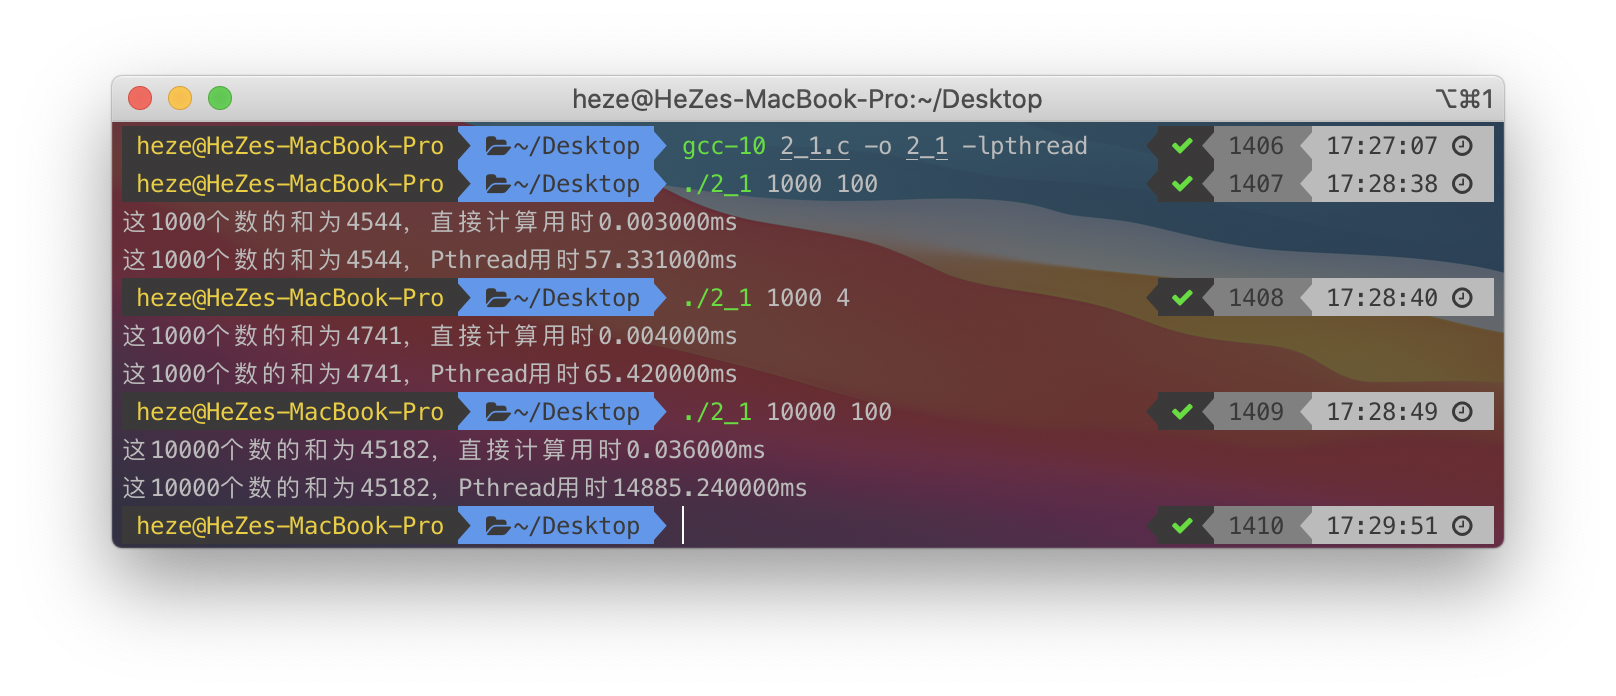 heze@HeZes-MacBook-Pro:~/Desktop ⌥⌘1
heze@HeZes-MacBook-Pro ~/Desktop gcc-10 2_1.c -o 2_1 -lpthread ✔ 1406 17:27:07
heze@HeZes-MacBook-Pro ~/Desktop ./2_1 1000 100 ✔ 1407 17:28:38
这1000个数的和为4544, 直接计算用时0.003000ms
这1000个数的和为4544, Pthread用时57.331000ms
heze@HeZes-MacBook-Pro ~/Desktop ./2_1 1000 4 ✔ 1408 17:28:40
这1000个数的和为4741, 直接计算用时0.004000ms
这1000个数的和为4741, Pthread用时65.420000ms
heze@HeZes-MacBook-Pro ~/Desktop ./2_1 10000 100 ✔ 1409 17:28:49
这10000个数的和为45182, 直接计算用时0.036000ms
这10000个数的和为45182, Pthread用时14885.240000ms
heze@HeZes-MacBook-Pro ~/Desktop ✔ 1410 17:29:51